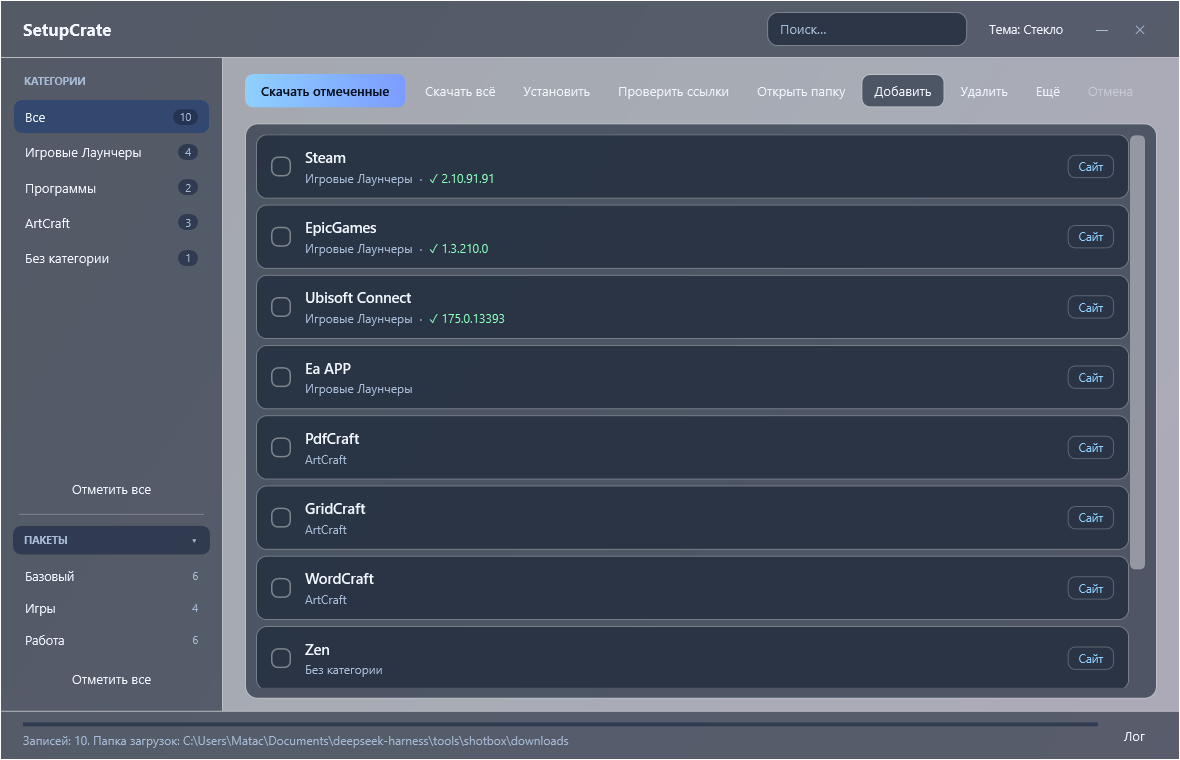 SetupCrate
Поиск...
Тема: Стекло
КАТЕГОРИИ
Все 10
Игровые Лаунчеры 4
Программы 2
ArtCraft 3
Без категории 1
Отметить все
ПАКЕТЫ
Базовый 6
Игры 4
Работа 6
Отметить все
Скачать отмеченные Скачать всё Установить Проверить ссылки Открыть папку Добавить Удалить Ещё Отмена
Steam
Игровые Лаунчеры · ✓ 2.10.91.91
Сайт
EpicGames
Игровые Лаунчеры · ✓ 1.3.210.0
Сайт
Ubisoft Connect
Игровые Лаунчеры · ✓ 175.0.13393
Сайт
Ea APP
Игровые Лаунчеры
Сайт
PdfCraft
ArtCraft
Сайт
GridCraft
ArtCraft
Сайт
WordCraft
ArtCraft
Сайт
Zen
Без категории
Сайт
Записей: 10. Папка загрузок: C:\Users\Matac\Documents\deepseek-harness\tools\shotbox\downloads
Лог